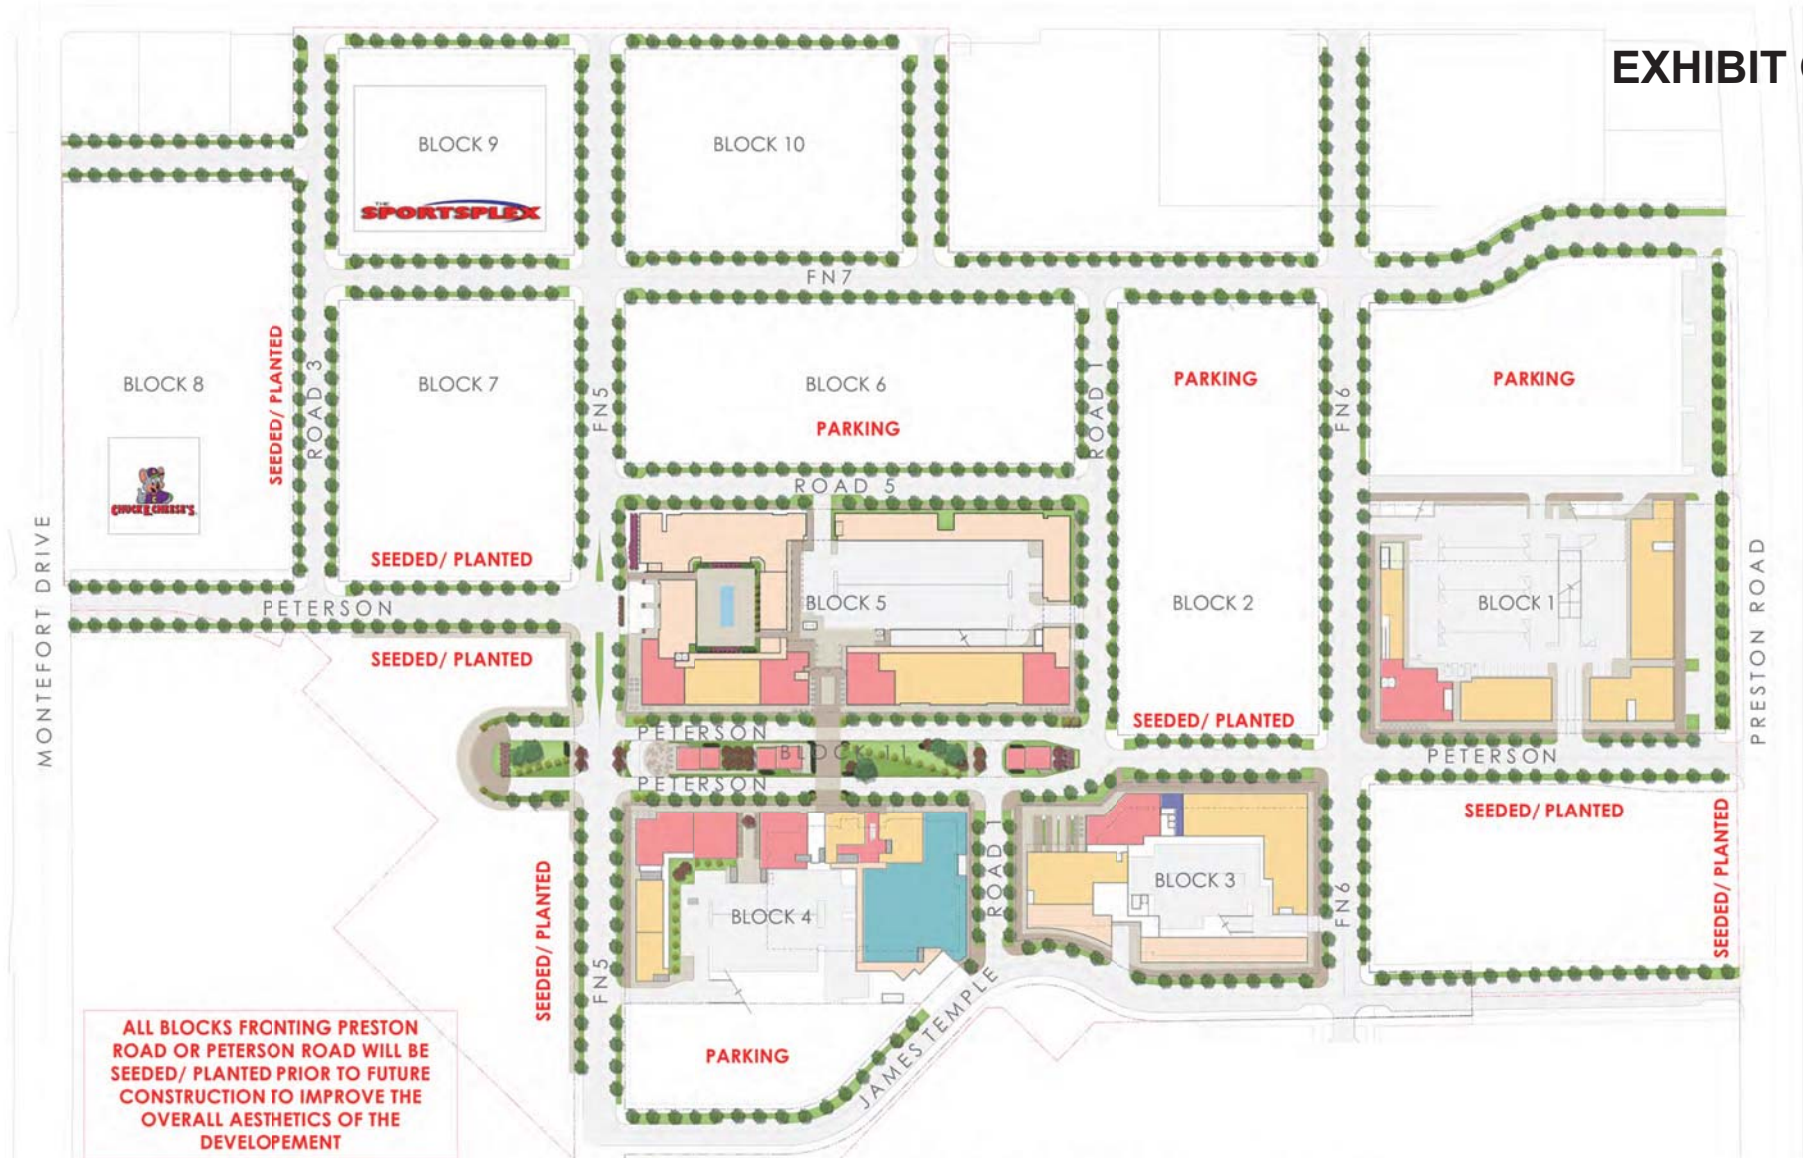 EXHIBIT
BLOCK 9
BLOCK 10
THE
SPORTSPLEX
FN7
SEEDED/ PLANTED
ROAD 3
BLOCK 8
BLOCK 7
FN5
BLOCK 6
PARKING
ROAD 1
PARKING
FN6
PARKING
CHUCK E. CHEESE'S
ROAD 5
MONTEFORT DRIVE
SEEDED/ PLANTED
PETERSON
BLOCK 5
BLOCK 2
BLOCK 1
PRESTON ROAD
SEEDED/ PLANTED
SEEDED/ PLANTED
PETERSON
BLOCK 11
PETERSON
PETERSON
SEEDED/ PLANTED
SEEDED/ PLANTED
SEEDED/ PLANTED
FN5
BLOCK 4
ROAD 1
BLOCK 3
FN6
JAMES TEMPLE
PARKING
ALL BLOCKS FRONTING PRESTON
ROAD OR PETERSON ROAD WILL BE
SEEDED/ PLANTED PRIOR TO FUTURE
CONSTRUCTION TO IMPROVE THE
OVERALL AESTHETICS OF THE
DEVELOPEMENT